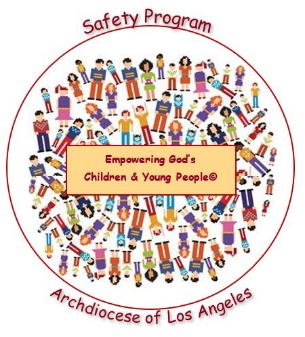 Safety Program
Empowering God's
Children & Young People©
Archdiocese of Los Angeles